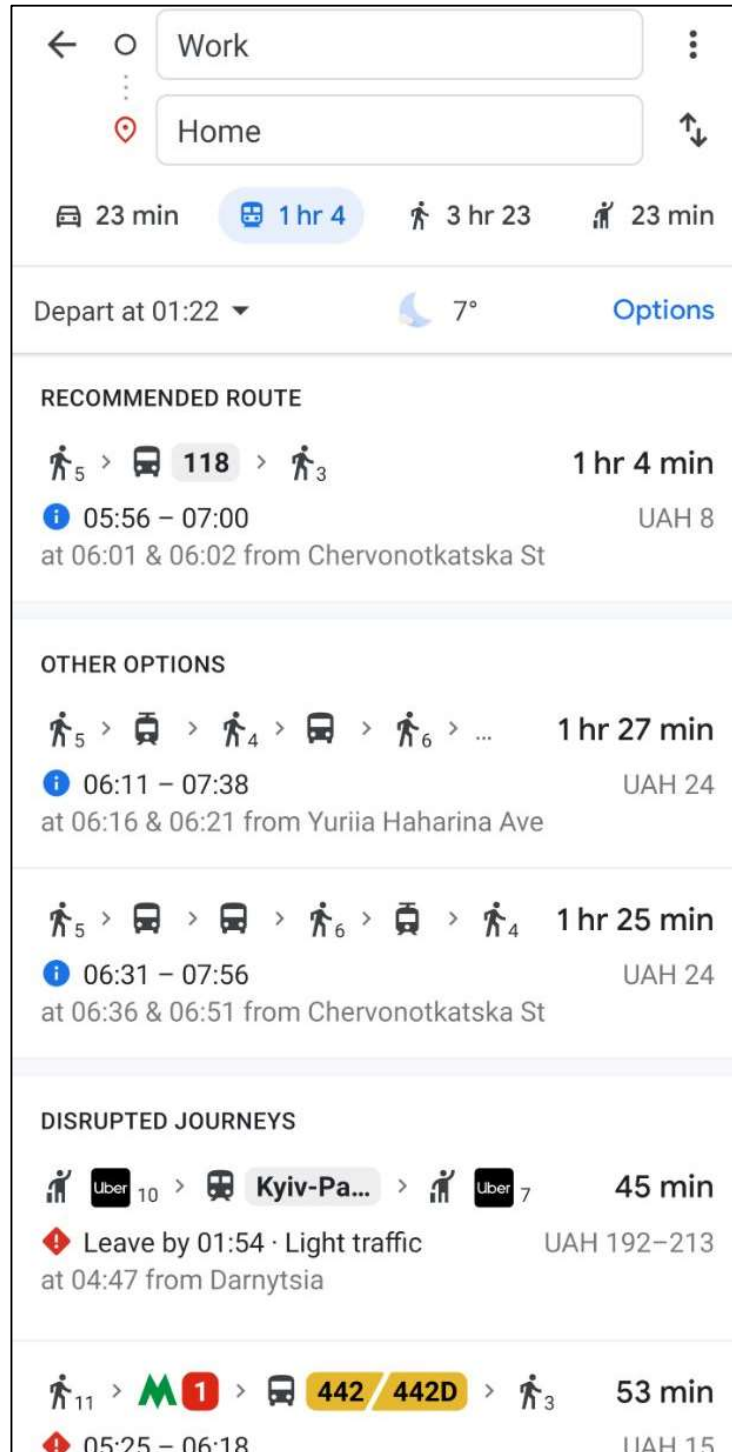 Work
Home
23 min 1 hr 4 3 hr 23 23 min
Depart at 01:22 7° Options
RECOMMENDED ROUTE
5 > 118 > 3 1 hr 4 min
05:56 – 07:00 UAH 8
at 06:01 & 06:02 from Chervonotkatska St
OTHER OPTIONS
5 > > 4 > > 6 > ... 1 hr 27 min
06:11 – 07:38 UAH 24
at 06:16 & 06:21 from Yuriia Haharina Ave
5 > > > 6 > > 4 1 hr 25 min
06:31 – 07:56 UAH 24
at 06:36 & 06:51 from Chervonotkatska St
DISRUPTED JOURNEYS
Uber 10 > Kyiv-Pa... > Uber 7 45 min
Leave by 01:54 · Light traffic UAH 192–213
at 04:47 from Darnytsia
11 > M 1 > 442 / 442D > 3 53 min
05:25 – 06:18 UAH 15